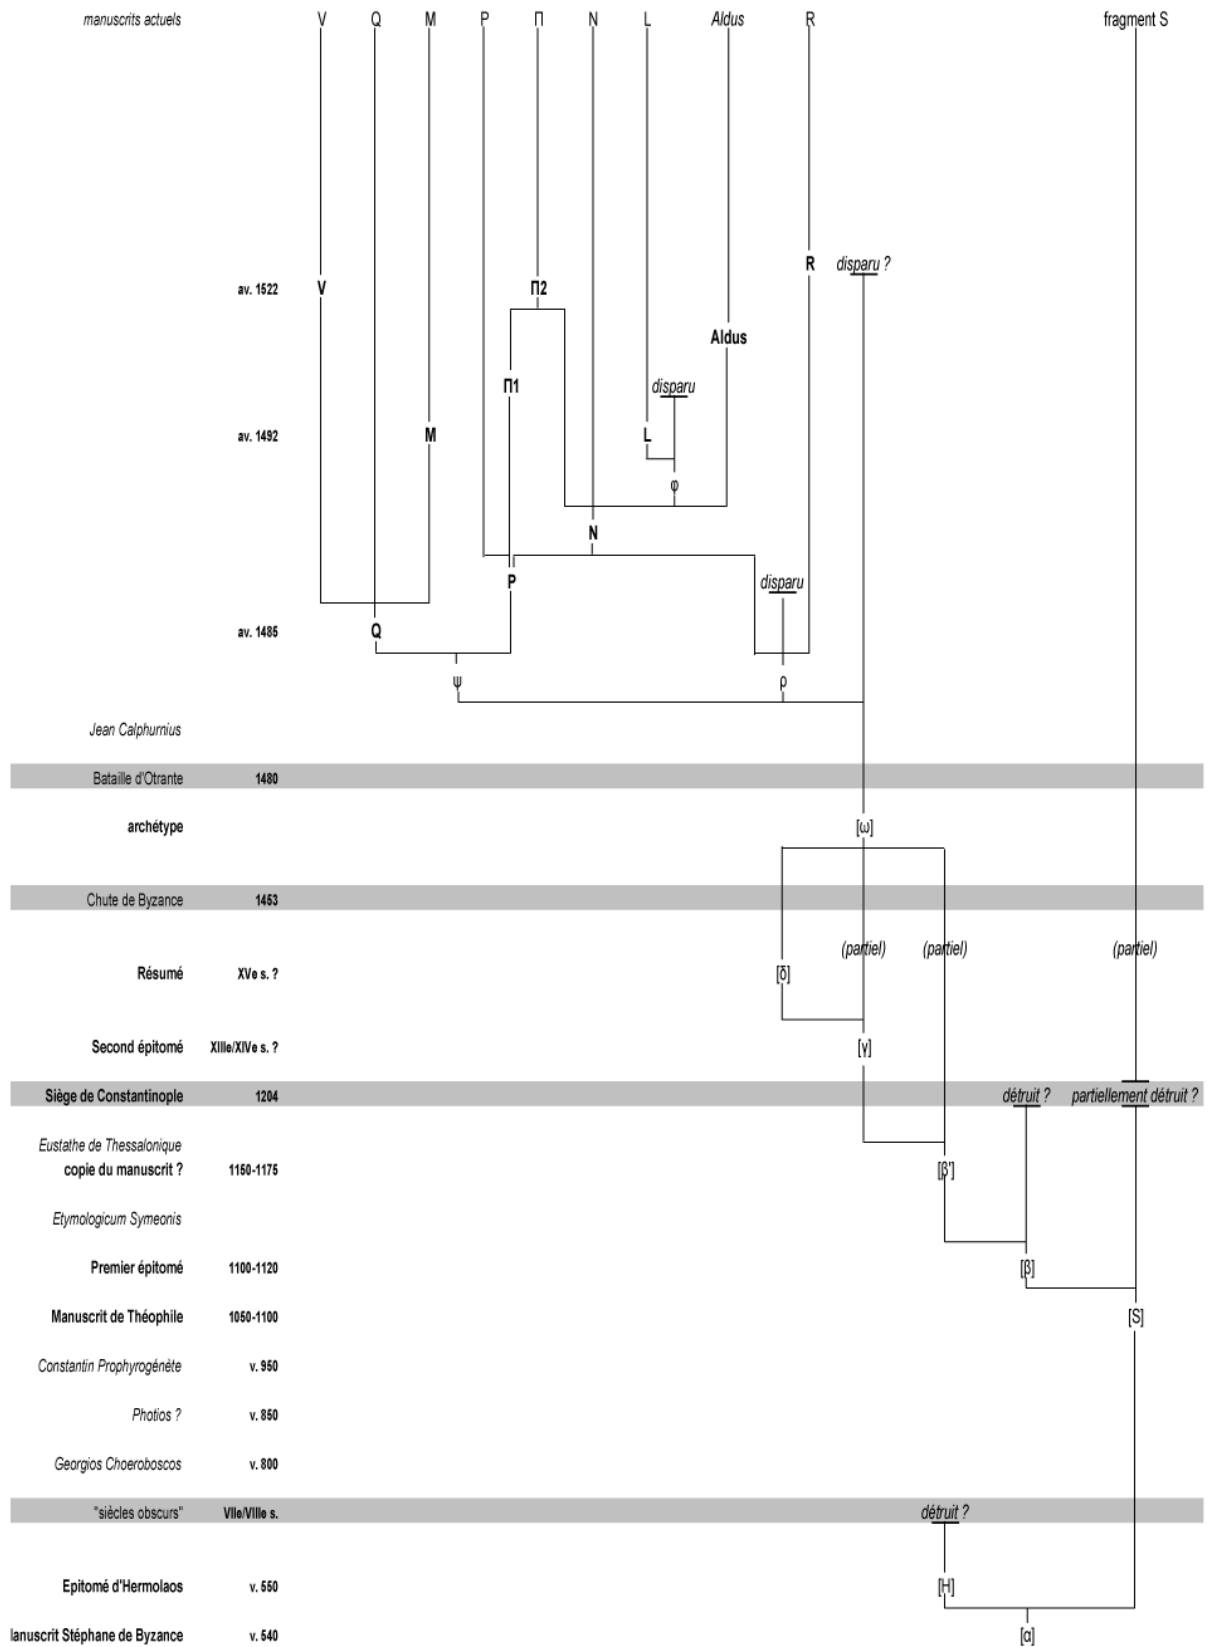 manuscrits actuels V Q M P Π N L Aldus R fragment S
R disparu ?
av. 1522 V Π2
Aldus
Π1 disparu
av. 1492 M L
φ
N
P disparu
av. 1485 Q
ψ ρ
Jean Calphurnius
Bataille d'Otrante 1480
archétype [ω]
Chute de Byzance 1453
(partiel) (partiel) (partiel)
Résumé XVe s. ? [δ]
Second épitomé XIIIe/XIVe s. ? [γ]
Siège de Constantinople 1204 détruit ? partiellement détruit ?
Eustathe de Thessalonique
copie du manuscrit ? 1150-1175 [β']
Etymologicum Symeonis
Premier épitomé 1100-1120 [β]
Manuscrit de Théophile 1050-1100 [S]
Constantin Prophyrogénète v. 950
Photios ? v. 850
Georgios Choeroboscos v. 800
"siècles obscurs" VIIe/VIIIe s. détruit ?
Epitomé d'Hermolaos v. 550 [H]
lanuscrit Stéphane de Byzance v. 540 [α]